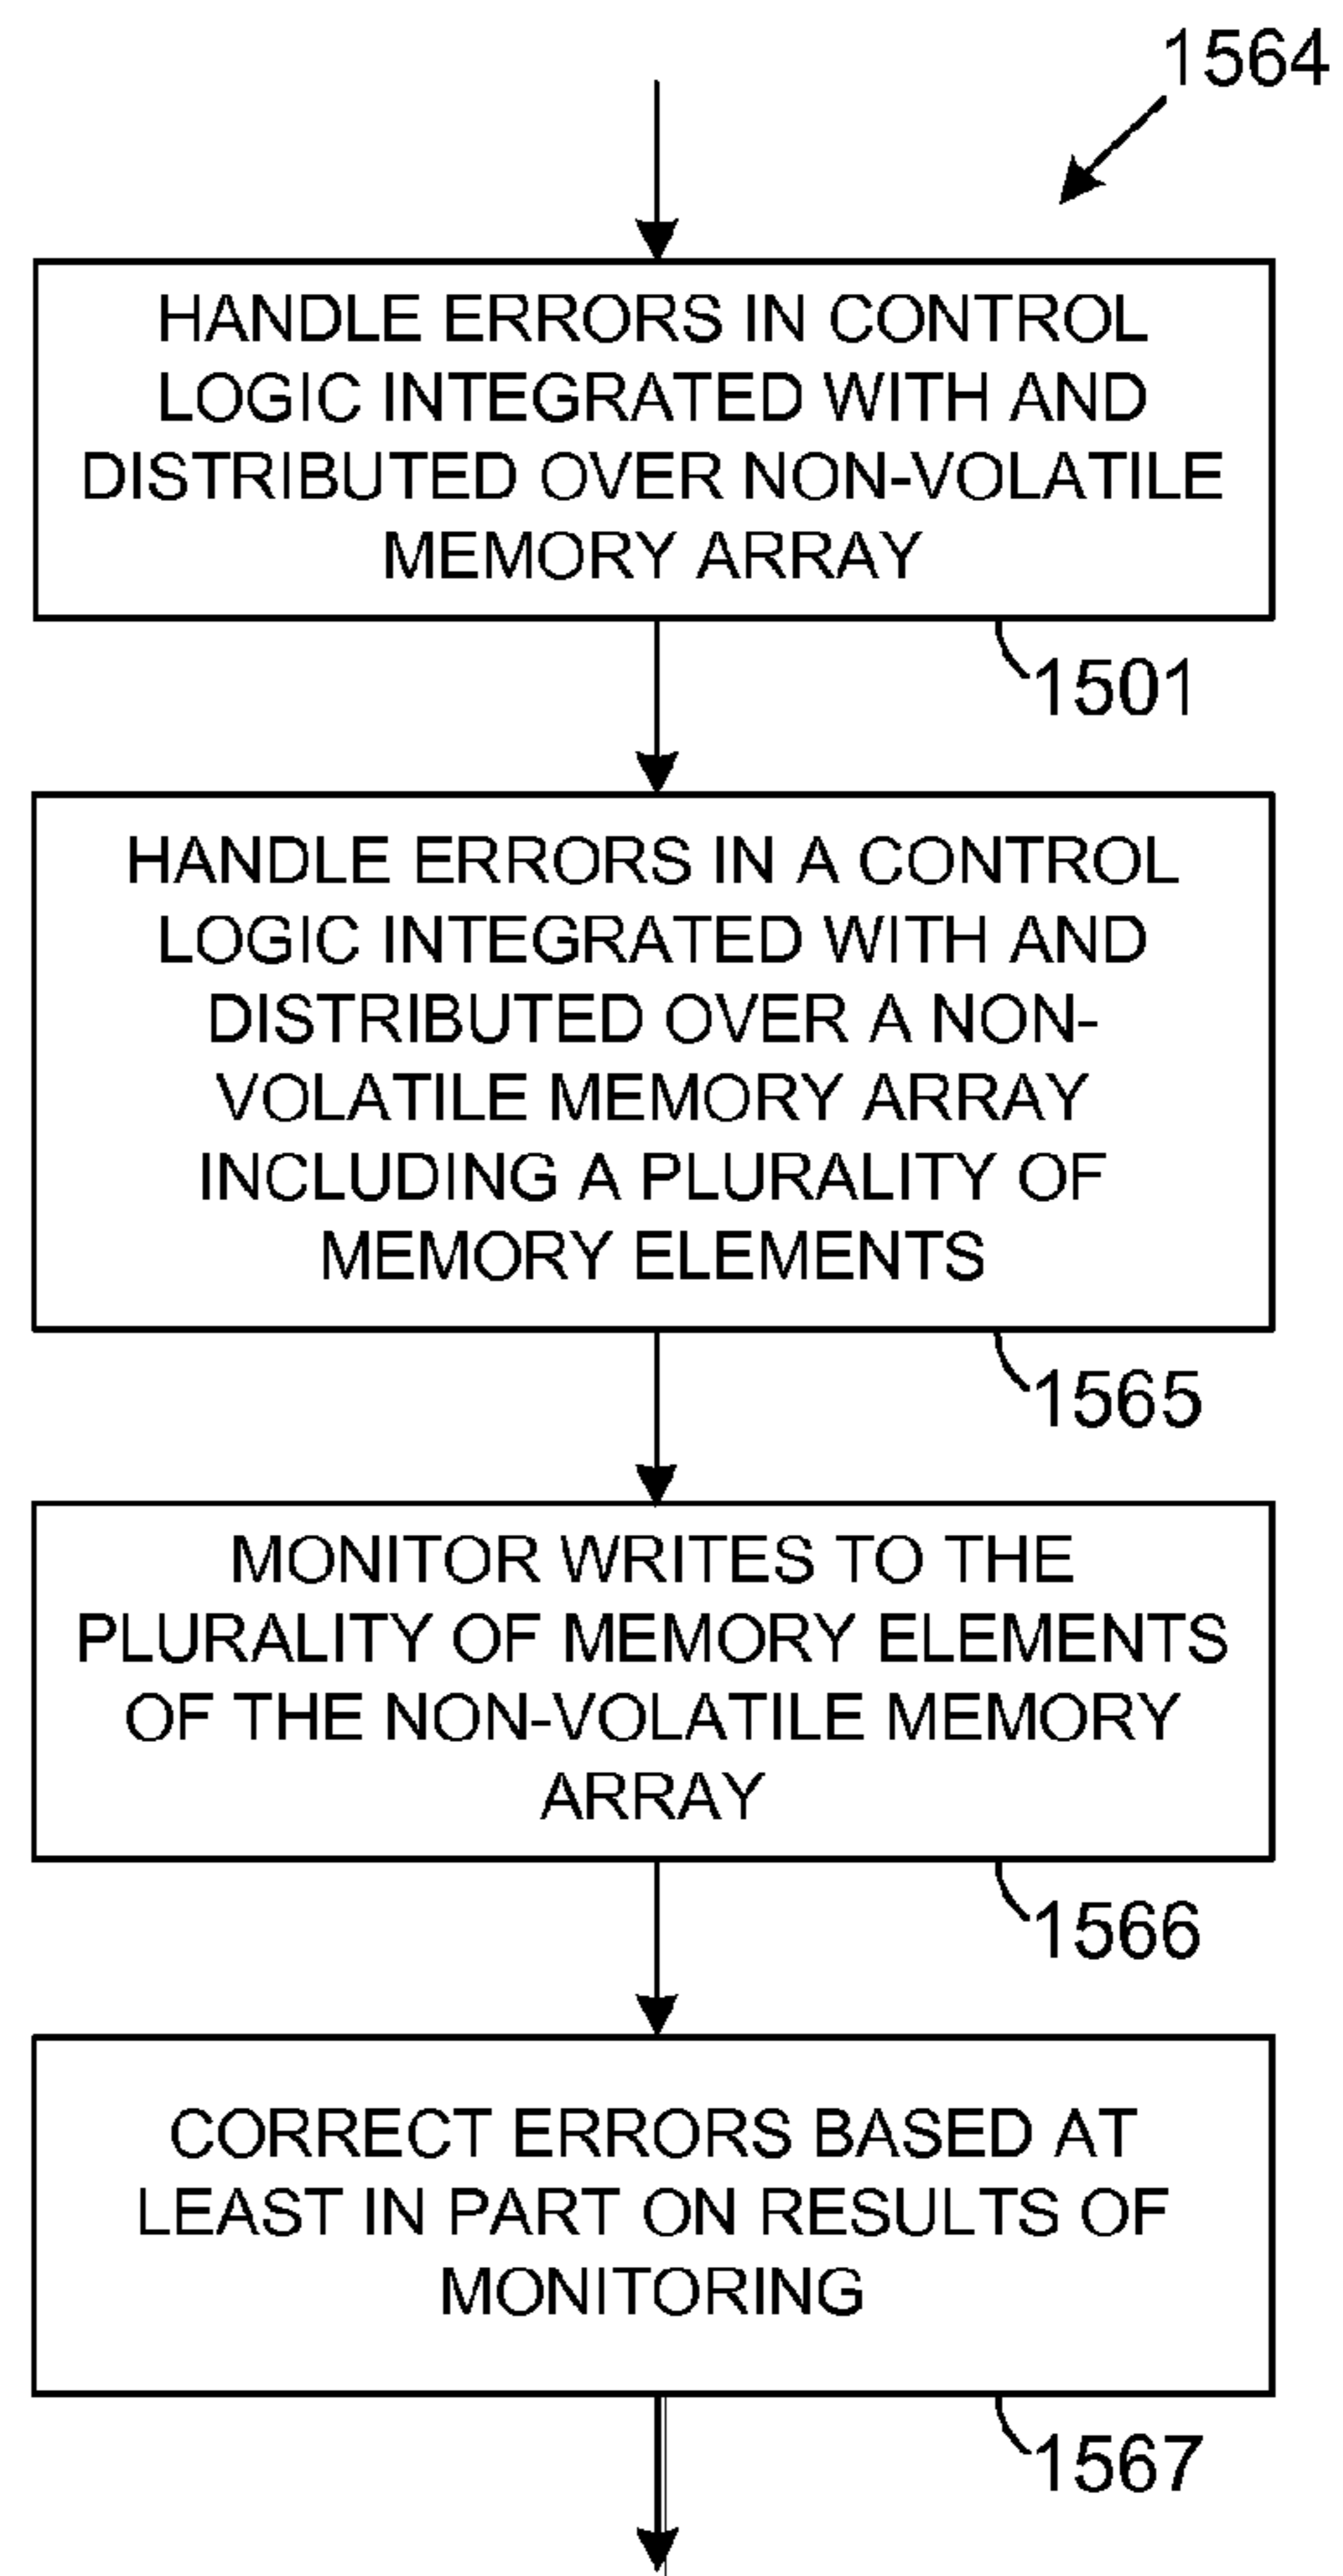 1564
HANDLE ERRORS IN CONTROL
LOGIC INTEGRATED WITH AND
DISTRIBUTED OVER NON-VOLATILE
MEMORY ARRAY
1501
HANDLE ERRORS IN A CONTROL
LOGIC INTEGRATED WITH AND
DISTRIBUTED OVER A NON-
VOLATILE MEMORY ARRAY
INCLUDING A PLURALITY OF
MEMORY ELEMENTS
1565
MONITOR WRITES TO THE
PLURALITY OF MEMORY ELEMENTS
OF THE NON-VOLATILE MEMORY
ARRAY
1566
CORRECT ERRORS BASED AT
LEAST IN PART ON RESULTS OF
MONITORING
1567